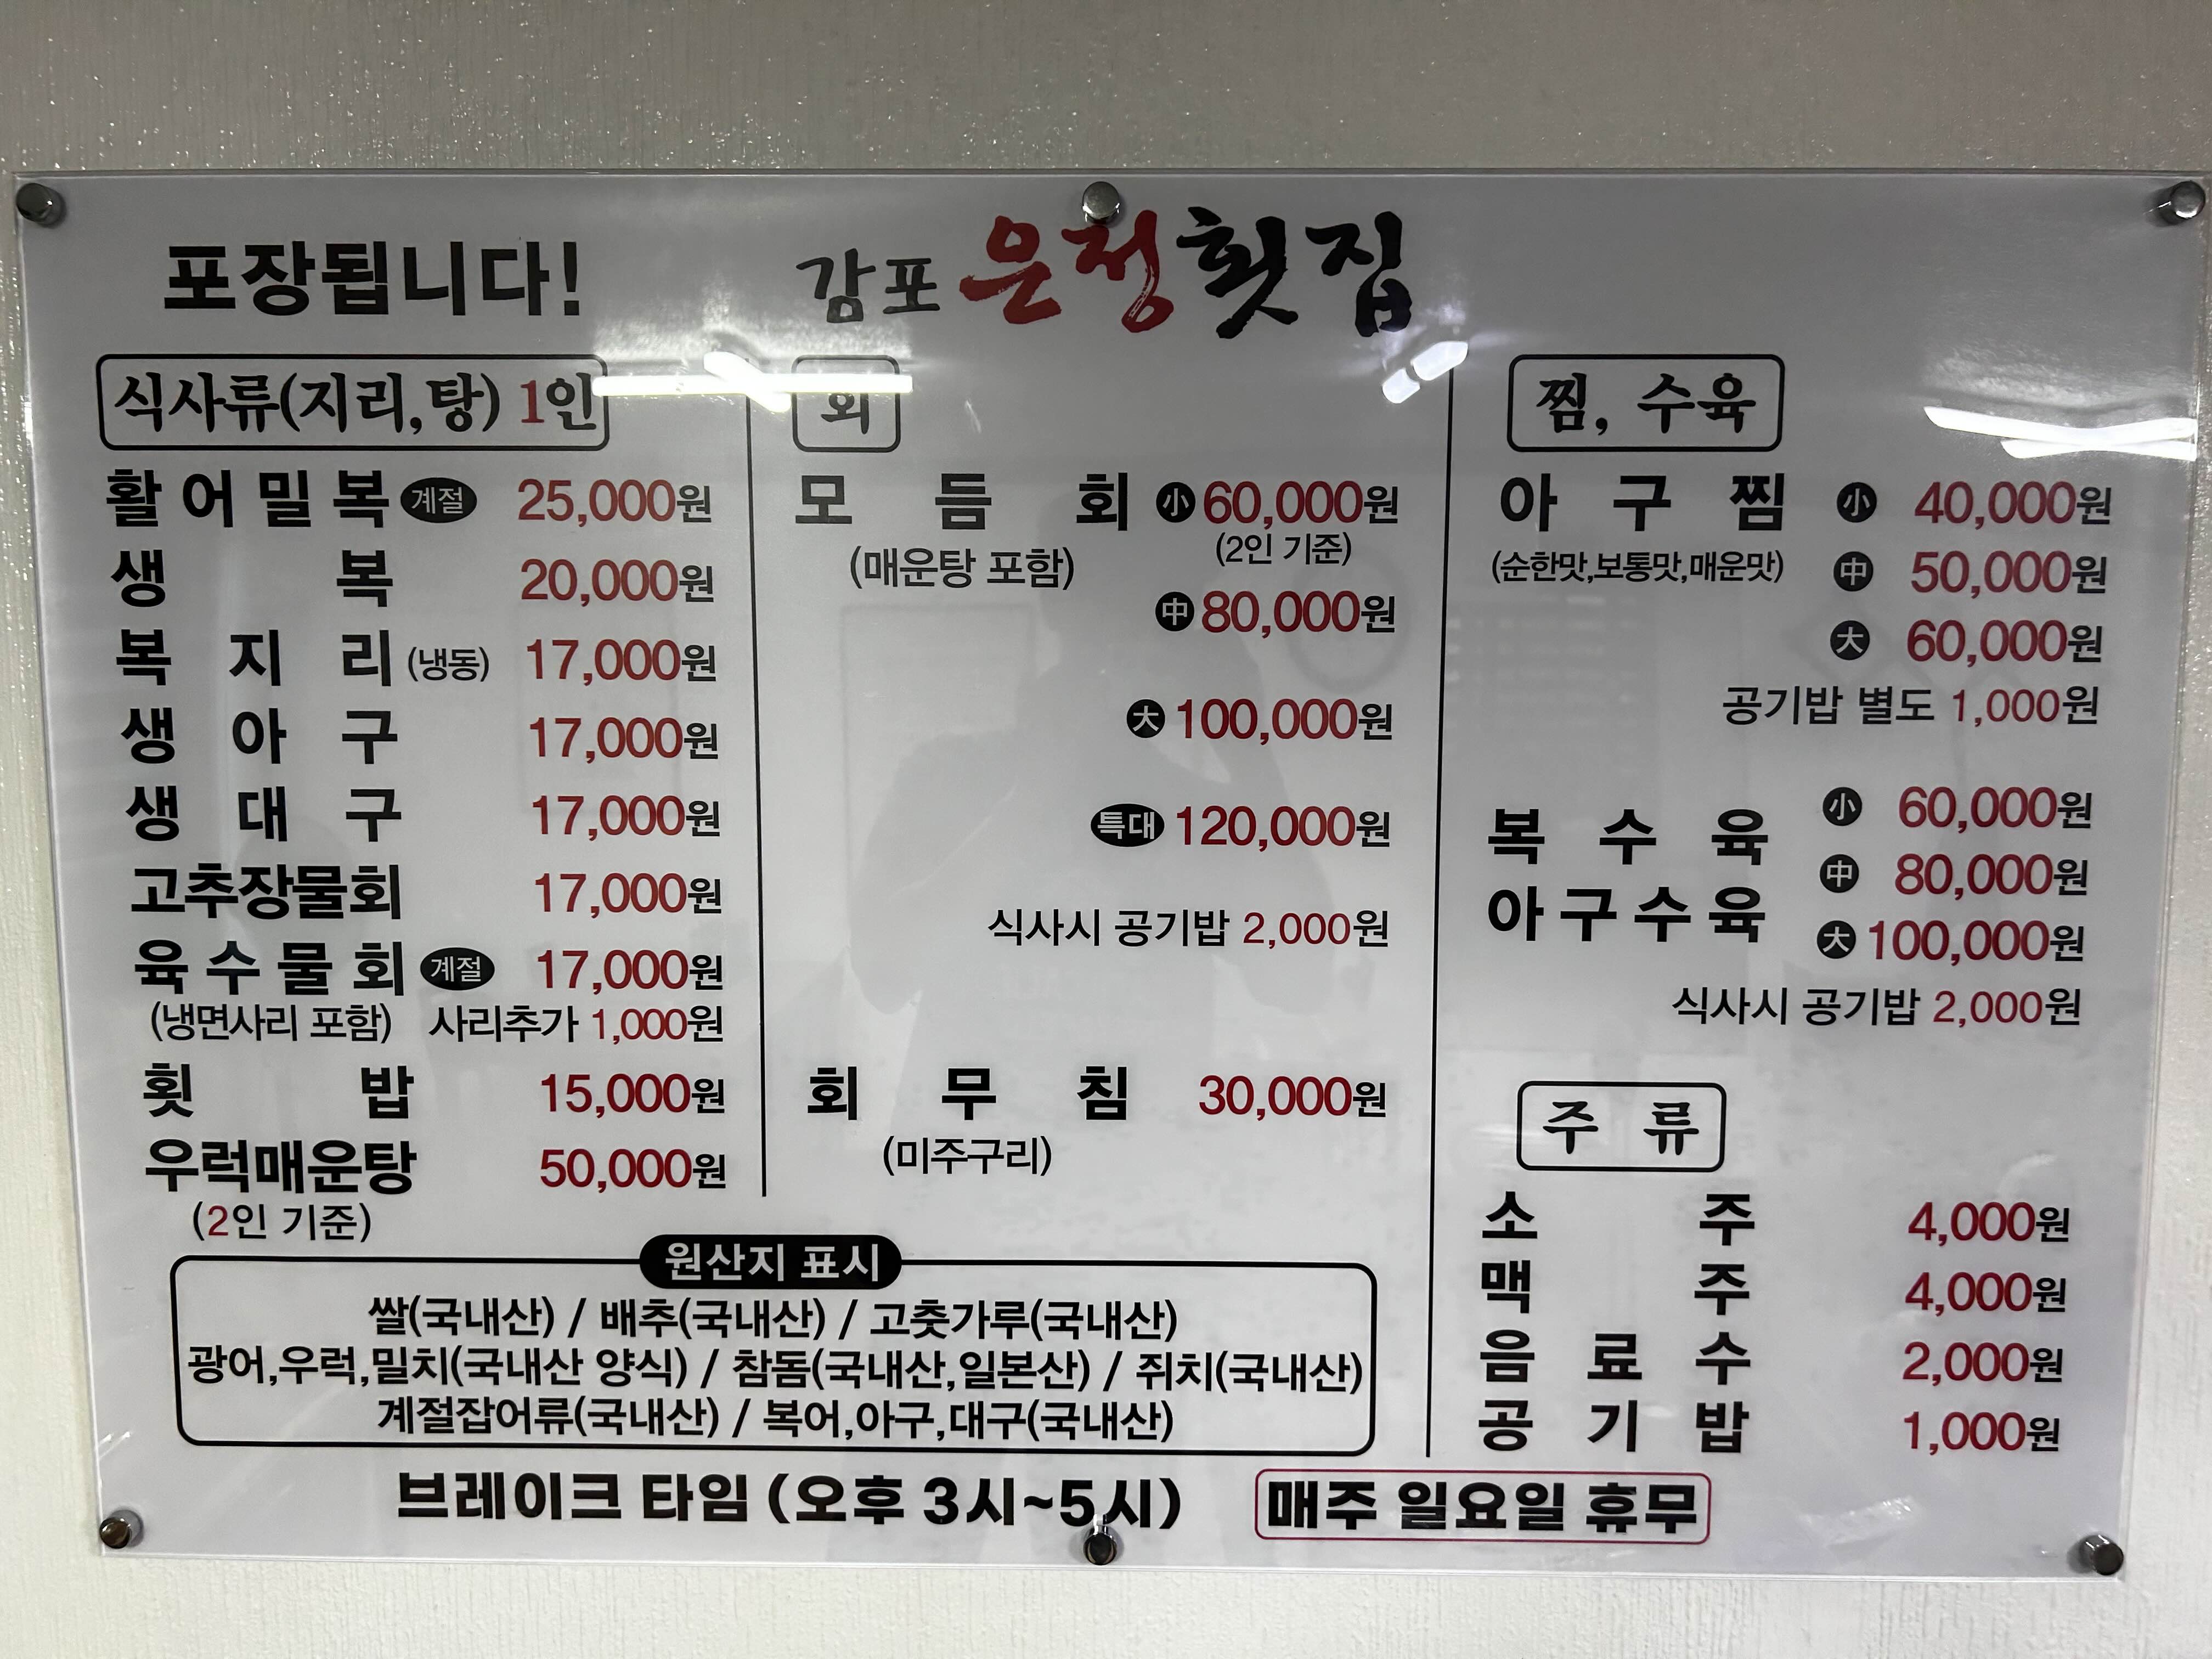 포장됩니다!
감포 은정횟집
식사류(지리,탕) 1인
활어밀복 계절 25,000원
생복 20,000원
복지리 (냉동) 17,000원
생아구 17,000원
생대구 17,000원
고추장물회 17,000원
육수물회 계절 17,000원
(냉면사리 포함) 사리추가 1,000원
횟밥 15,000원
우럭매운탕 50,000원
(2인 기준)
회
모듬회 小 60,000원
(매운탕 포함) (2인 기준)
中 80,000원
大 100,000원
특대 120,000원
식사시 공기밥 2,000원
회무침 30,000원
(미주구리)
찜, 수육
아구찜 小 40,000원
(순한맛,보통맛,매운맛) 中 50,000원
大 60,000원
공기밥 별도 1,000원
小 60,000원
복수육
中 80,000원
아구수육
大 100,000원
식사시 공기밥 2,000원
주류
소주 4,000원
맥주 4,000원
음료수 2,000원
공기밥 1,000원
원산지 표시
쌀(국내산) / 배추(국내산) / 고춧가루(국내산)
광어,우럭,밀치(국내산 양식) / 참돔(국내산,일본산) / 쥐치(국내산)
계절잡어류(국내산) / 복어,아구,대구(국내산)
브레이크 타임 (오후 3시~5시)
매주 일요일 휴무